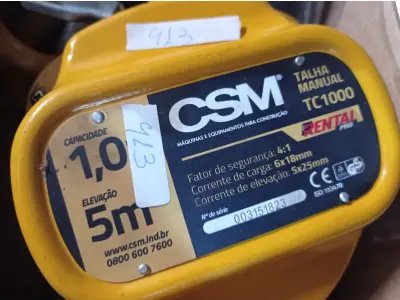 913
CSM
MÁQUINAS E EQUIPAMENTOS PARA CONSTRUÇÃO
TALHA
MANUAL
TC1000
RENTAL
PRO
CAPACIDADE
1,0
913
ELEVAÇÃO
5m
www.csm.ind.br
0800 600 7600
Fator de segurança: 4:1
Corrente de carga: 6x18mm
Corrente de elevação: 5x25mm
Nº de série
003151823
CE
GS
ISO 9347B